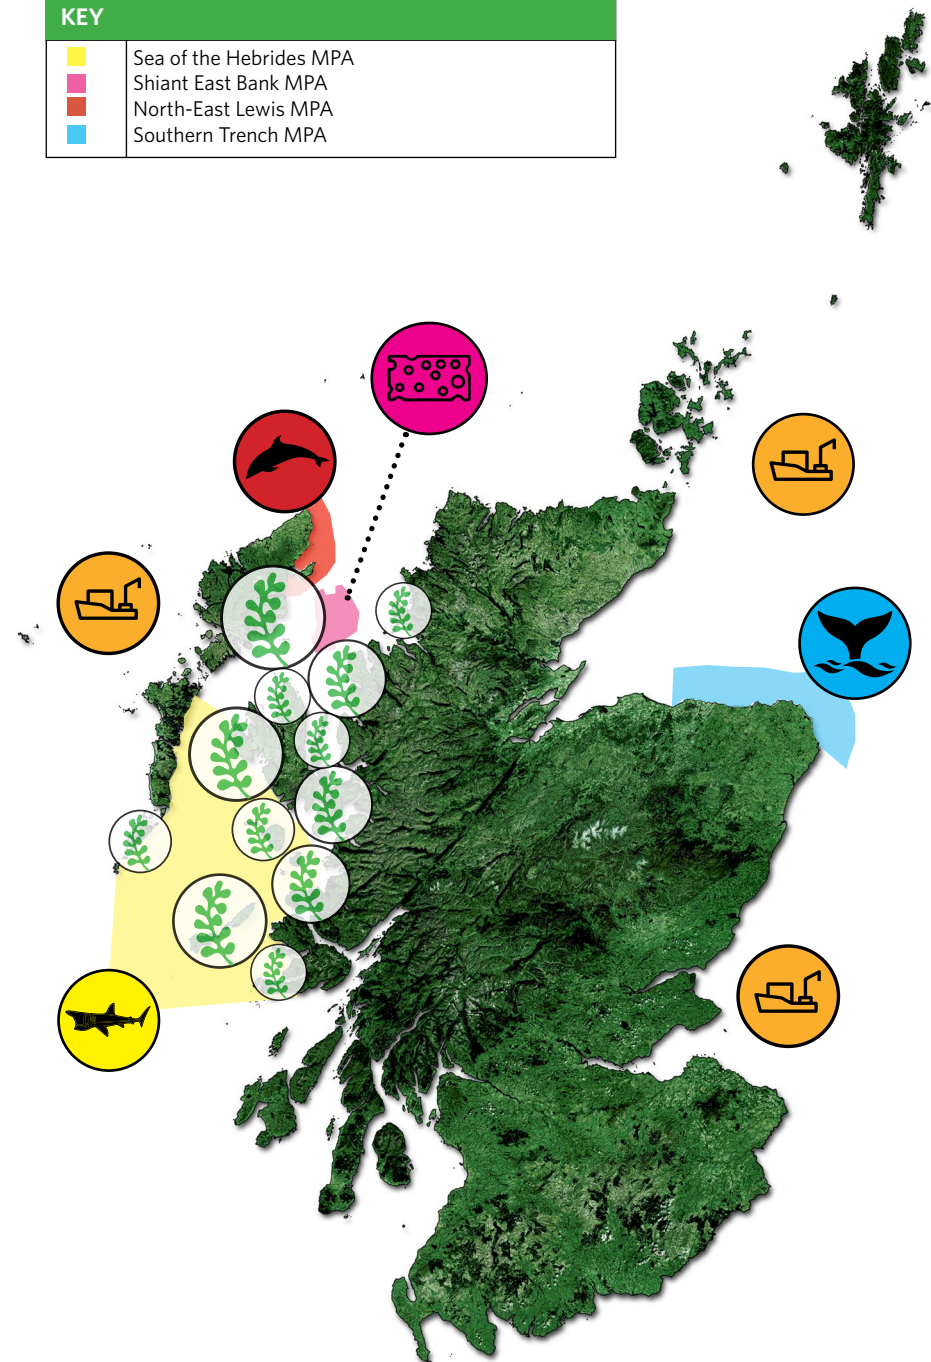 KEY
Sea of the Hebrides MPA
Shiant East Bank MPA
North-East Lewis MPA
Southern Trench MPA